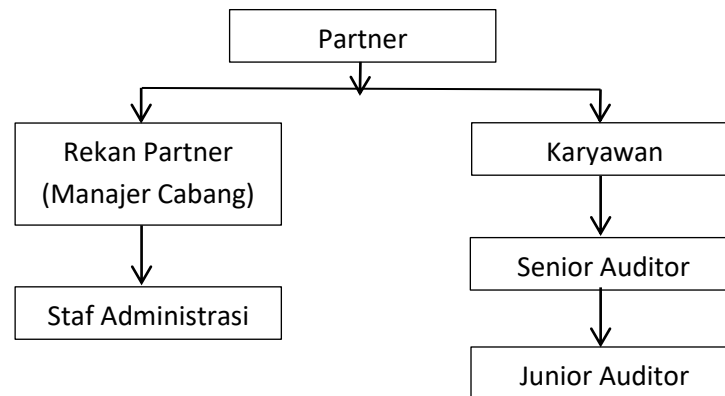 Partner
Rekan Partner
(Manajer Cabang)
Karyawan
Senior Auditor
Staf Administrasi
Junior Auditor